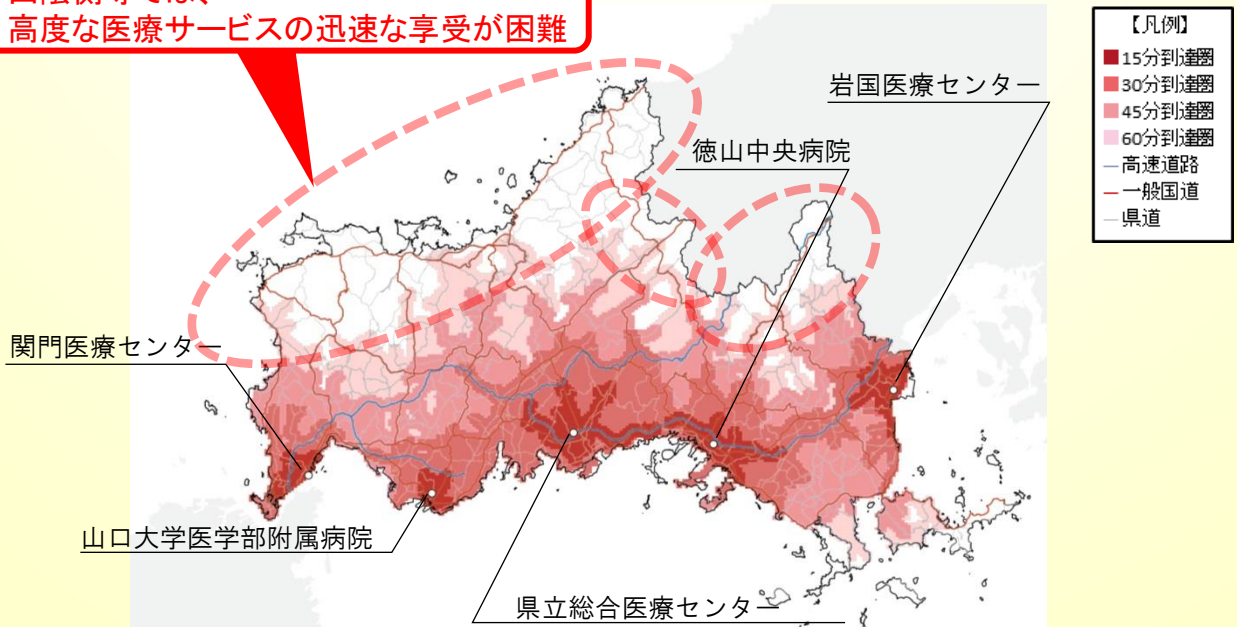 高度な医療サービスの迅速な享受が困難
【凡例】
15分到達圏
30分到達圏
45分到達圏
60分到達圏
高速道路
一般国道
県道
岩国医療センター
徳山中央病院
関門医療センター
山口大学医学部附属病院
県立総合医療センター